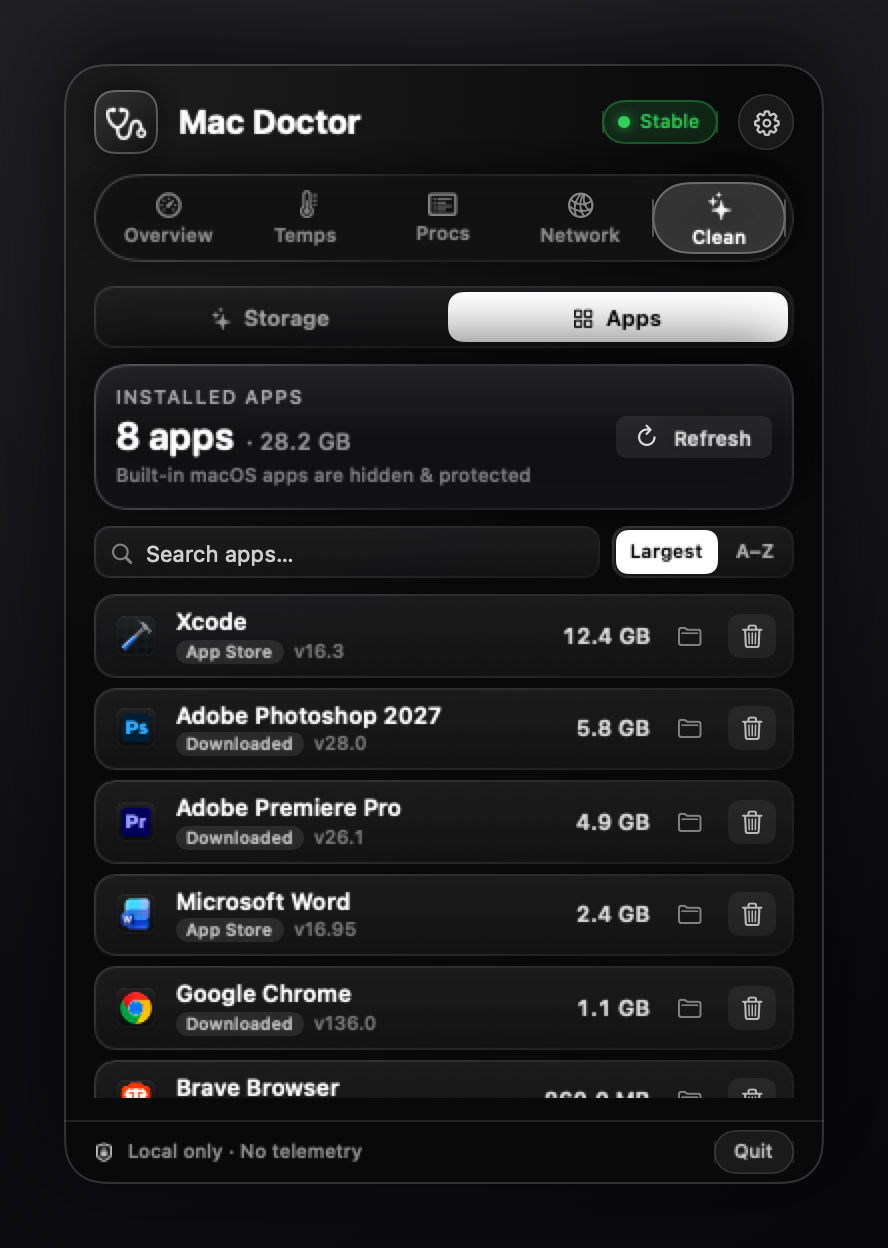 Mac Doctor
Stable
Overview
Temps
Procs
Network
Clean
Storage
Apps
INSTALLED APPS
8 apps · 28.2 GB
Refresh
Built-in macOS apps are hidden & protected
Search apps...
Largest
A–Z
Xcode
App Store v16.3
12.4 GB
Ps
Adobe Photoshop 2027
Downloaded v28.0
5.8 GB
Pr
Adobe Premiere Pro
Downloaded v26.1
4.9 GB
W
Microsoft Word
App Store v16.95
2.4 GB
Google Chrome
Downloaded v136.0
1.1 GB
Brave Browser
Local only · No telemetry
Quit